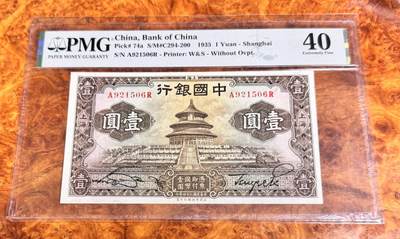 PMG
PAPER MONEY GUARANTY
China, Bank of China
Pick# 74a S/M#C294-200 1935 1 Yuan - Shanghai
S/N A921506R - Printer: W&S - Without Ovpt.
40
Extremely Fine
行銀國中
A921506R A921506R
圓 壹
壹 壹